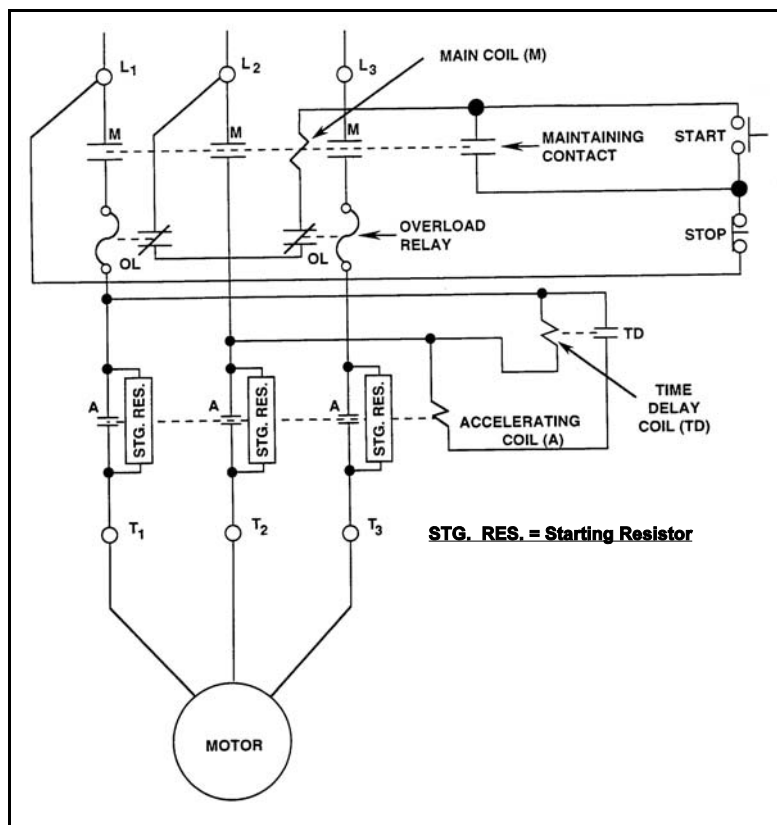 L1
L2
L3
MAIN COIL (M)
M
M
M
MAINTAINING
CONTACT
START
OL
OL
OVERLOAD
RELAY
STOP
TD
A
STG. RES.
A
STG. RES.
A
STG. RES.
ACCELERATING
COIL (A)
TIME
DELAY
COIL (TD)
T1
T2
T3
STG. RES. = Starting Resistor
MOTOR